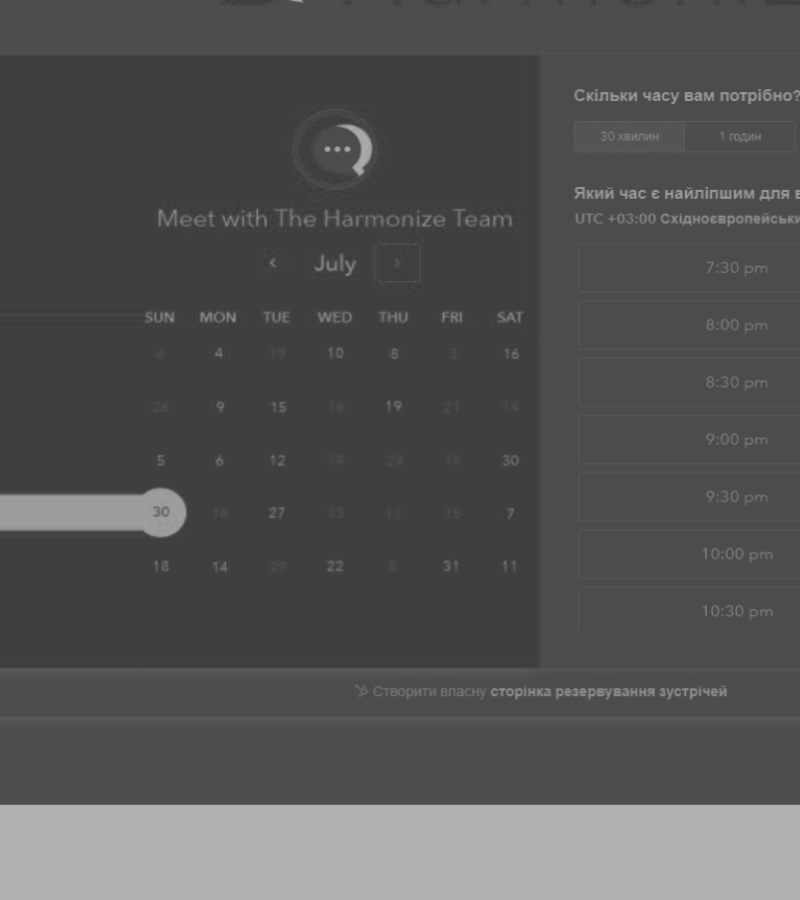 Meet with The Harmonize Team
July
SUN MON TUE WED THU FRI SAT
4 4 19 10 8 3 16
26 9 15 16 19 21 18
5 6 12 14 24 16 30
30 16 27 23 11 15 7
18 14 29 22 5 31 11
Скільки часу вам потрібно?
30 хвилин 1 годин
Який час є найліпшим для
UTC +03:00 Східноєвропейськи
7:30 pm
8:00 pm
8:30 pm
9:00 pm
9:30 pm
10:00 pm
10:30 pm
Створити власну сторінка резервування зустрічей